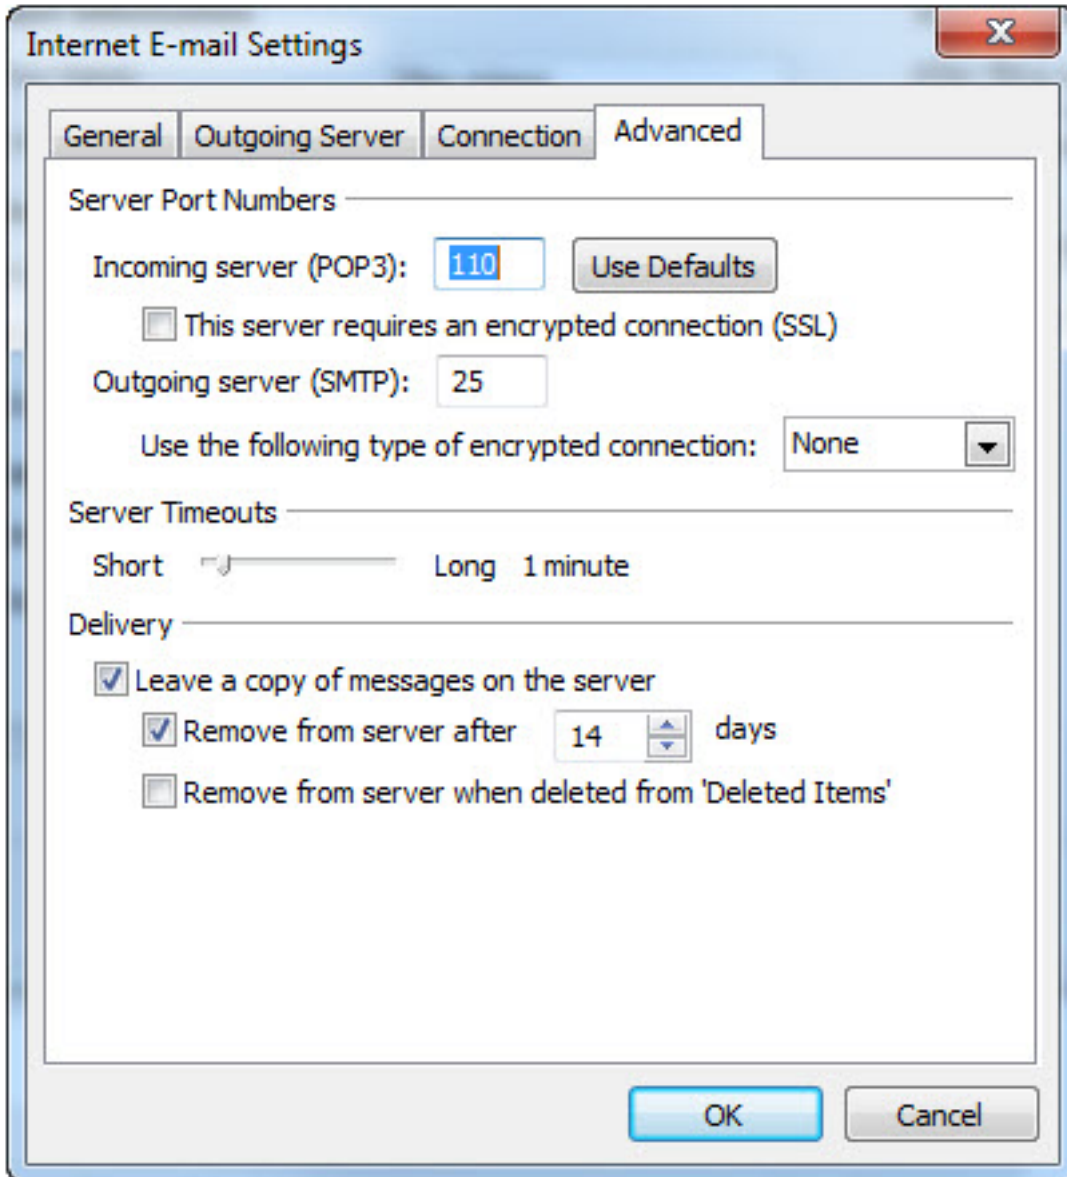 Internet E-mail Settings
General Outgoing Server Connection Advanced
Server Port Numbers
Incoming server (POP3): 110 Use Defaults
This server requires an encrypted connection (SSL)
Outgoing server (SMTP): 25
Use the following type of encrypted connection: None
Server Timeouts
Short Long 1 minute
Delivery
Leave a copy of messages on the server
Remove from server after 14 days
Remove from server when deleted from 'Deleted Items'
OK Cancel